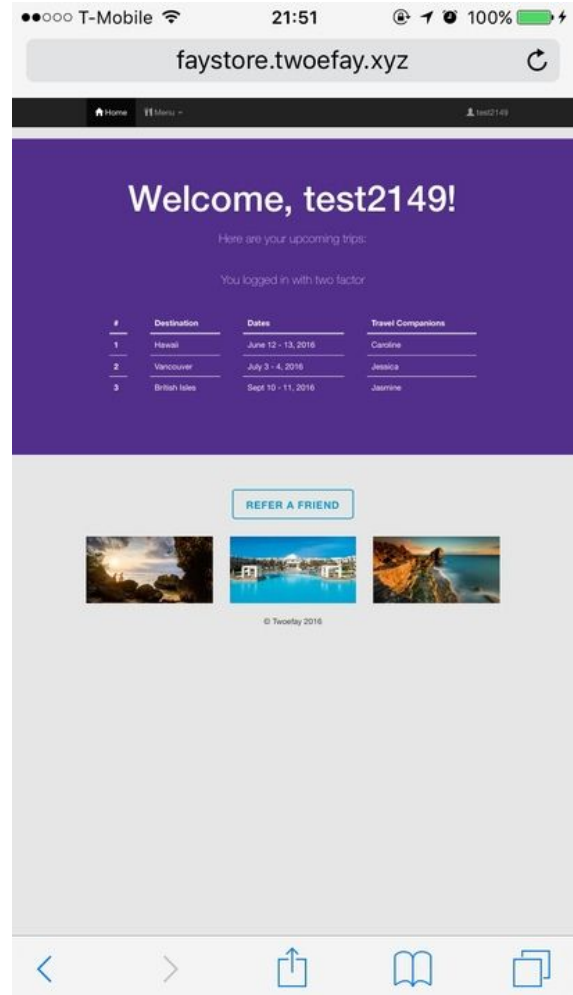 T-Mobile 21:51 100%
faystore.twoefay.xyz
Home Menu test2149
Welcome, test2149!
Here are your upcoming trips:
You logged in with two factor
# Destination Dates Travel Companions
1 Hawaii June 12 - 13, 2016 Caroline
2 Vancouver July 3 - 4, 2016 Jessica
3 British Isles Sept 10 - 11, 2016 Jasmine
REFER A FRIEND
© Twoefay 2016